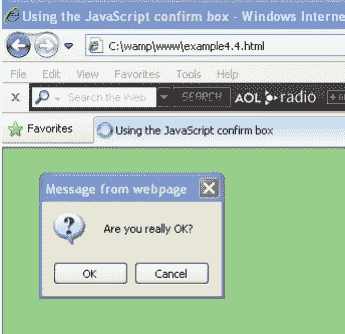 Using the JavaScript confirm box - Windows Interne
C:\wamp\www\example4.4.html
File Edit View Favorites Tools Help
X Search the Web SEARCH AOL radio
Favorites Using the JavaScript confirm box
Message from webpage
Are you really OK?
OK Cancel